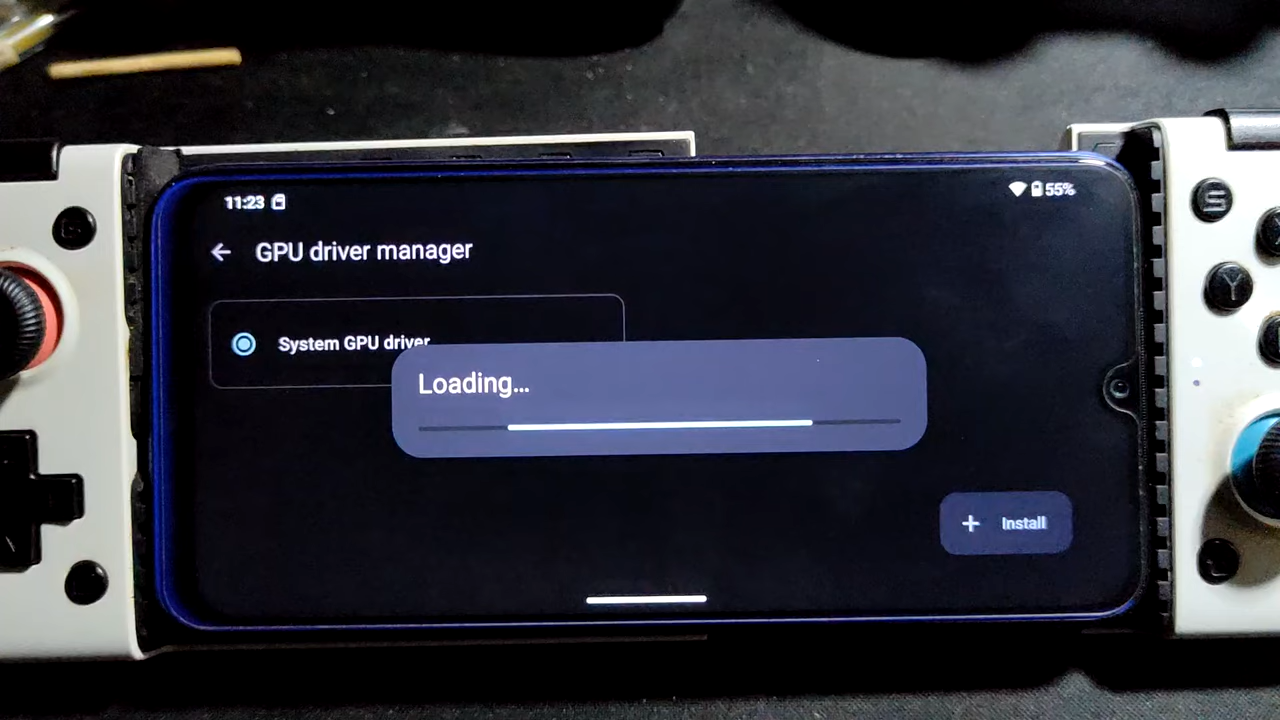 11:23
55%
GPU driver manager
System GPU driver
Loading...
+ Install
S
Y